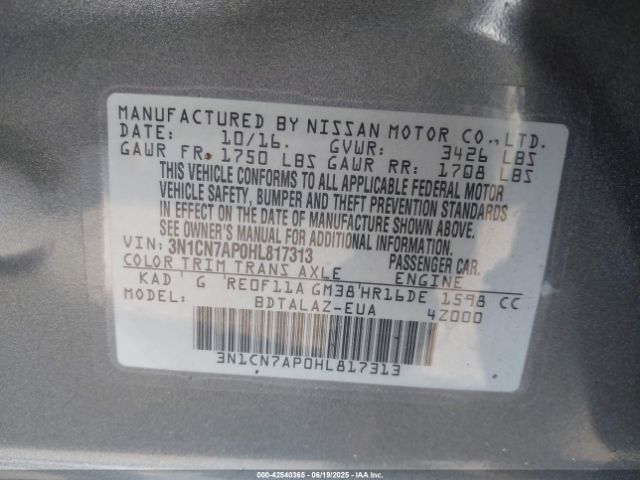 MANUFACTURED BY NISSAN MOTOR CO., LTD.
DATE: 10/16. GVWR: 3426 LBS
GAWR FR: 1750 LBS GAWR RR: 1708 LBS
THIS VEHICLE CONFORMS TO ALL APPLICABLE FEDERAL MOTOR
VEHICLE SAFETY, BUMPER AND THEFT PREVENTION STANDARDS
IN EFFECT ON THE DATE OF MANUFACTURE SHOWN ABOVE.
SEE OWNER'S MANUAL FOR ADDITIONAL INFORMATION.
VIN: 3N1CN7AP0HL817313 PASSENGER CAR.
COLOR TRIM TRANS AXLE ENGINE
KAD G RE0F11A GM38 HR16DE 1598 CC
MODEL: BDTALAZ-EUA 4Z000
3N1CN7AP0HL817313
000-42540365 - 06/19/2025 - IAA, Inc.